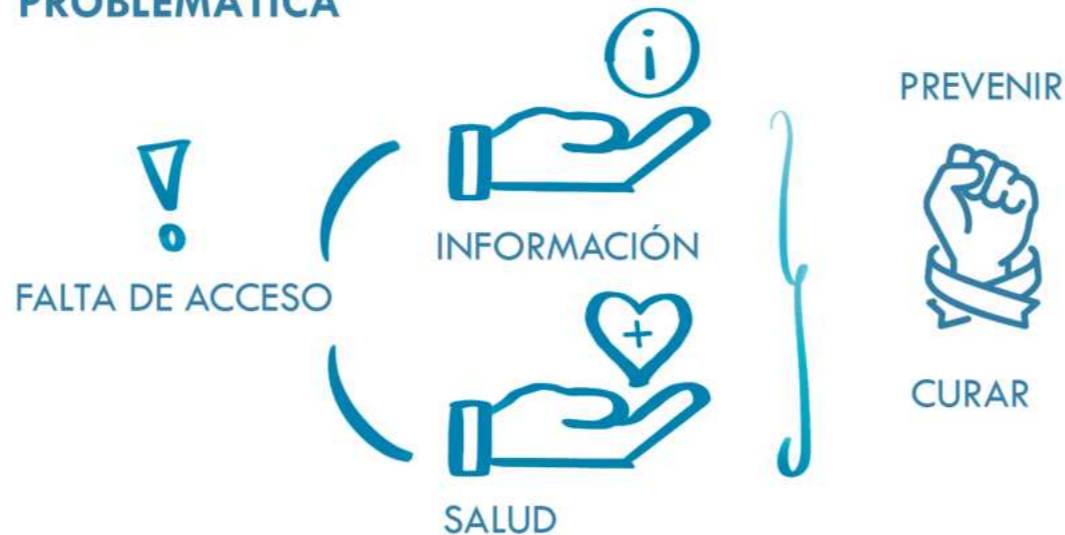 PROBLEMÁTICA
FALTA DE ACCESO
INFORMACIÓN
SALUD
PREVENIR
CURAR